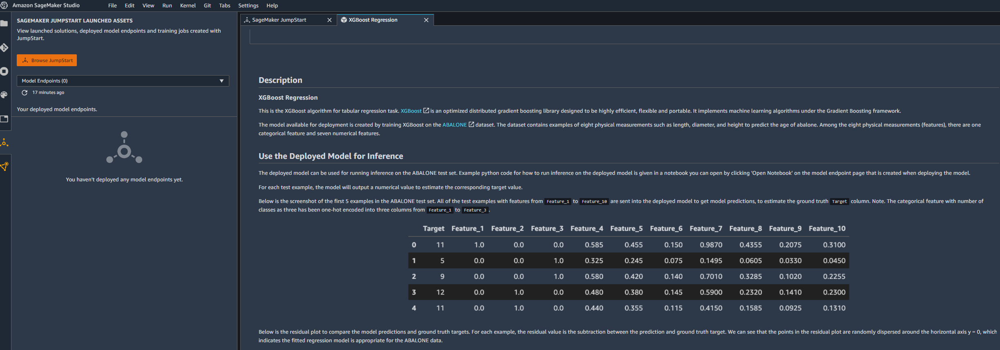 Amazon SageMaker Studio File Edit View Run Kernel Git Tabs Settings Help
SAGEMAKER JUMPSTART LAUNCHED ASSETS
View launched solutions, deployed model endpoints and training jobs created with
JumpStart.
Browse JumpStart
Model Endpoints (0)
17 minutes ago
Your deployed model endpoints.
You haven't deployed any model endpoints yet.
SageMaker JumpStart XGBoost Regression
Description
XGBoost Regression
This is the XGBoost algorithm for tabular regression task. XGBoost is an optimized distributed gradient boosting library designed to be highly efficient, flexible and portable. It implements machine learning algorithms under the Gradient Boosting framework.
The model available for deployment is created by training XGBoost on the ABALONE dataset. The dataset contains examples of eight physical measurements such as length, diameter, and height to predict the age of abalone. Among the eight physical measurements (features), there are one
categorical feature and seven numerical features.
Use the Deployed Model for Inference
The deployed model can be used for running inference on the ABALONE test set. Example python code for how to run inference on the deployed model is given in a notebook you can open by clicking 'Open Notebook' on the model endpoint page that is created when deploying the model.
For each test example, the model will output a numerical value to estimate the corresponding target value.
Below is the screenshot of the first 5 examples in the ABALONE test set. All of the test examples with features from Feature_1 to Feature_10 are sent into the deployed model to get model predictions, to estimate the ground truth Target column. Note. The categorical feature with number of
classes as three has been one-hot encoded into three columns from Feature_1 to Feature_3.
Target Feature_1 Feature_2 Feature_3 Feature_4 Feature_5 Feature_6 Feature_7 Feature_8 Feature_9 Feature_10
0 11 1.0 0.0 0.0 0.585 0.455 0.150 0.9870 0.4355 0.2075 0.3100
1 5 0.0 0.0 1.0 0.325 0.245 0.075 0.1495 0.0605 0.0330 0.0450
2 9 0.0 0.0 1.0 0.580 0.420 0.140 0.7010 0.3285 0.1020 0.2255
3 12 0.0 1.0 0.0 0.480 0.380 0.145 0.5900 0.2320 0.1410 0.2300
4 11 0.0 1.0 0.0 0.440 0.355 0.115 0.4150 0.1585 0.0925 0.1310
Below is the residual plot to compare the model predictions and ground truth targets. For each example, the residual value is the subtraction between the prediction and ground truth target. We can see that the points in the residual plot are randomly dispersed around the horizontal axis y = 0, which
indicates the fitted regression model is appropriate for the ABALONE data.